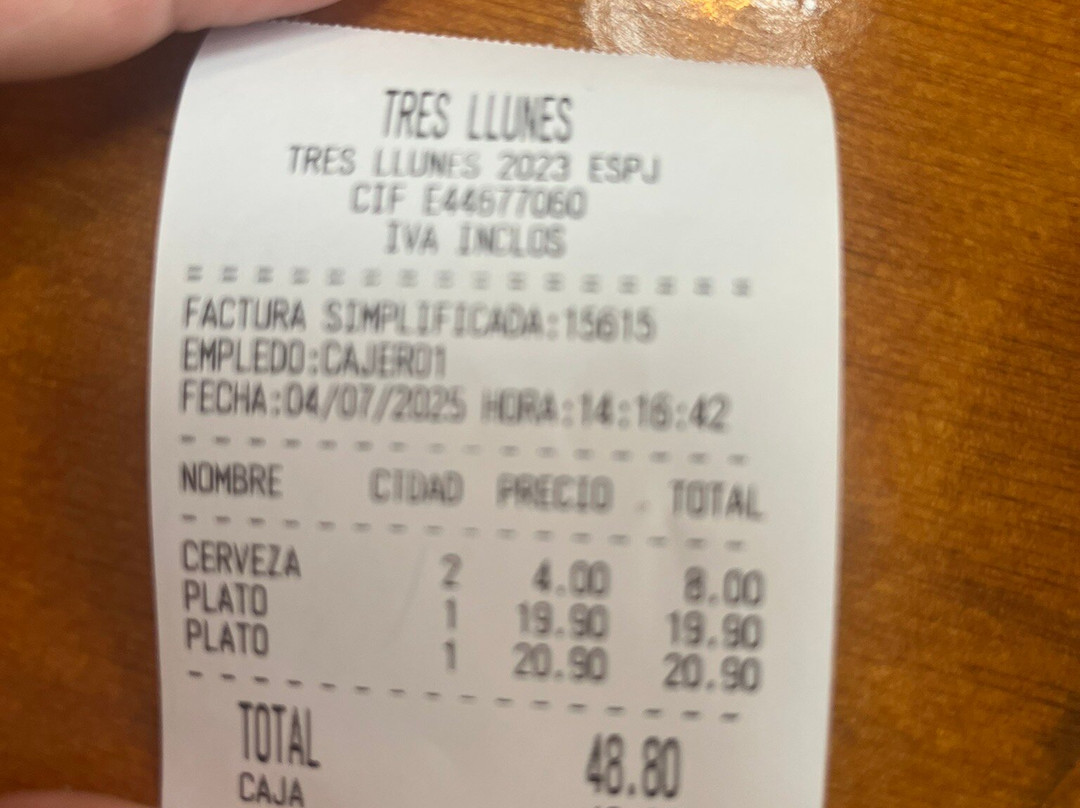 TRES LLUNES
TRES LLUNES 2023 ESPJ
CIF E44677060
IVA INCLOS
= = = = = = = = = = = = = = = = =
FACTURA SIMPLIFICADA:15615
EMPLEDO:CAJERO1
FECHA:04/07/2025 HORA:14:16:42
- - - - - - - - - - - - - - - - -
NOMBRE CTDAD PRECIO . TOTAL
- - - - - - - - - - - - - - - - -
CERVEZA 2 4.00 8.00
PLATO 1 19.90 19.90
PLATO 1 20.90 20.90
- - - - - - - - - - - - - - - - -
TOTAL 48.80
CAJA